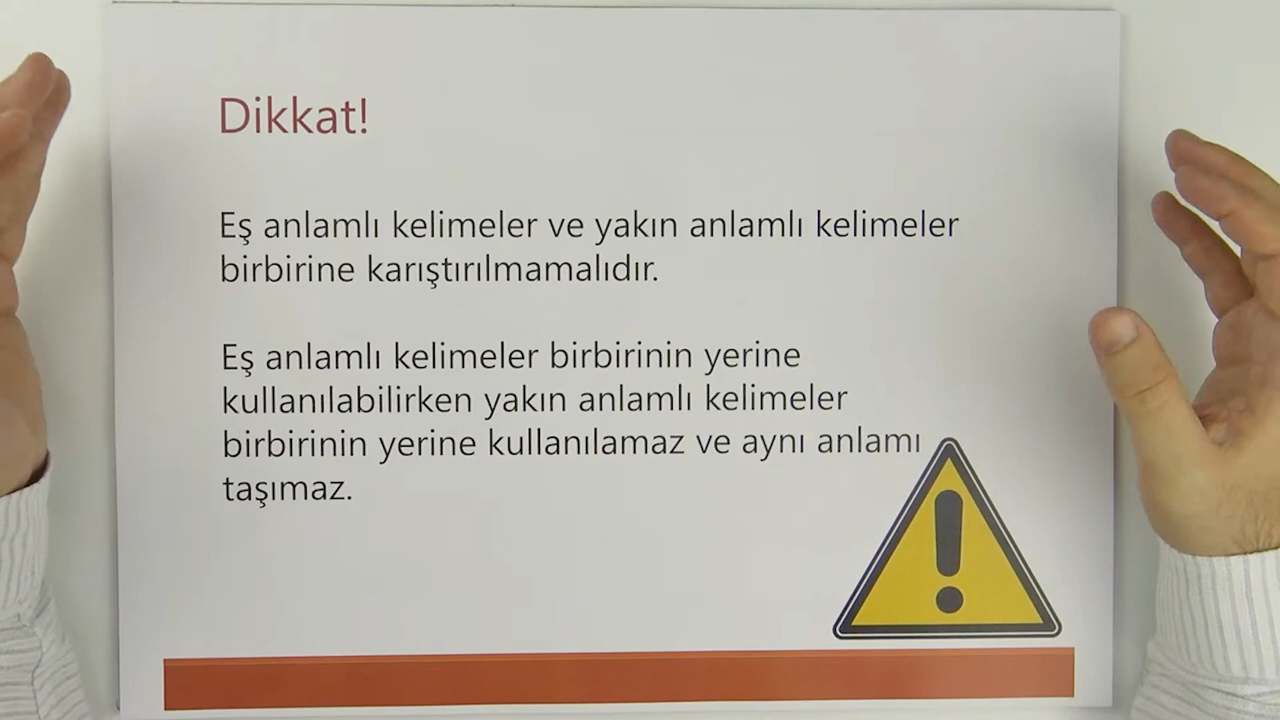 Dikkat!
Eş anlamlı kelimeler ve yakın anlamlı kelimeler
birbirine karıştırılmamalıdır.
Eş anlamlı kelimeler birbirinin yerine
kullanılabilirken yakın anlamlı kelimeler
birbirinin yerine kullanılamaz ve aynı anlamı
taşımaz.